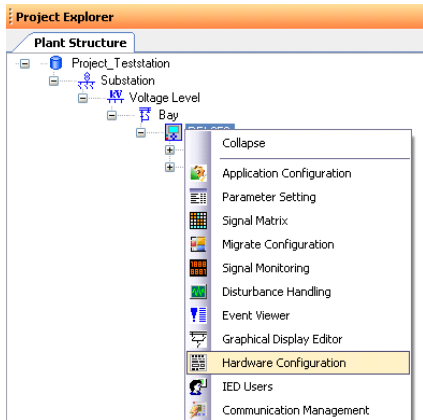 Project Explorer
Plant Structure
Project_Teststation
Substation
Voltage Level
Bay
Collapse
Application Configuration
Parameter Setting
Signal Matrix
Migrate Configuration
Signal Monitoring
Disturbance Handling
Event Viewer
Graphical Display Editor
Hardware Configuration
IED Users
Communication Management